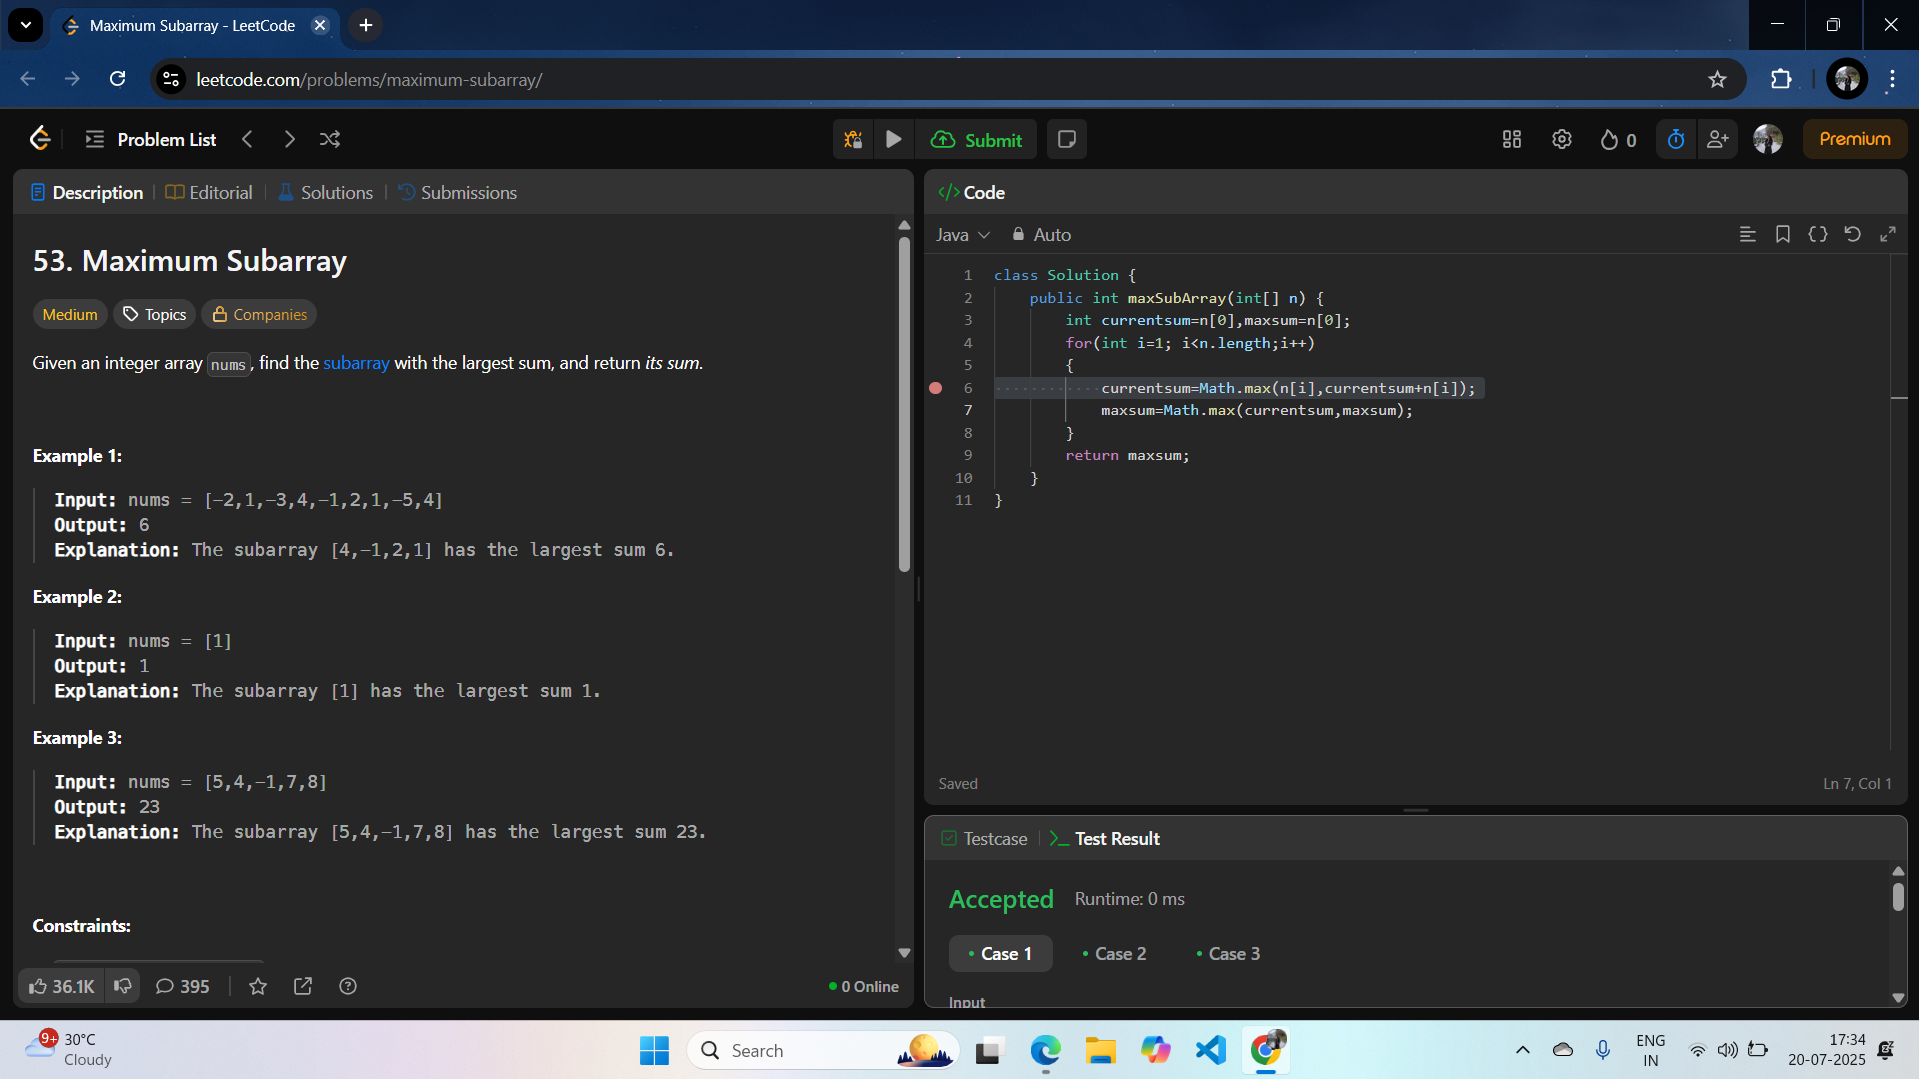 Maximum Subarray - LeetCode
leetcode.com/problems/maximum-subarray/
Problem List
Submit
0
Premium
Description
Editorial
Solutions
Submissions
53. Maximum Subarray
Medium
Topics
Companies
Given an integer array nums, find the subarray with the largest sum, and return its sum.
Example 1:
Input: nums = [-2,1,-3,4,-1,2,1,-5,4]
Output: 6
Explanation: The subarray [4,-1,2,1] has the largest sum 6.
Example 2:
Input: nums = [1]
Output: 1
Explanation: The subarray [1] has the largest sum 1.
Example 3:
Input: nums = [5,4,-1,7,8]
Output: 23
Explanation: The subarray [5,4,-1,7,8] has the largest sum 23.
Constraints:
36.1K
395
0 Online
</> Code
Java
Auto
1 class Solution {
2 public int maxSubArray(int[] n) {
3 int currentsum=n[0],maxsum=n[0];
4 for(int i=1; i<n.length;i++)
5 {
6 currentsum=Math.max(n[i],currentsum+n[i]);
7 maxsum=Math.max(currentsum,maxsum);
8 }
9 return maxsum;
10 }
11 }
Saved
Ln 7, Col 1
Testcase
Test Result
Accepted
Runtime: 0 ms
Case 1
Case 2
Case 3
Input
9+
30°C
Cloudy
Search
ENG
IN
17:34
20-07-2025